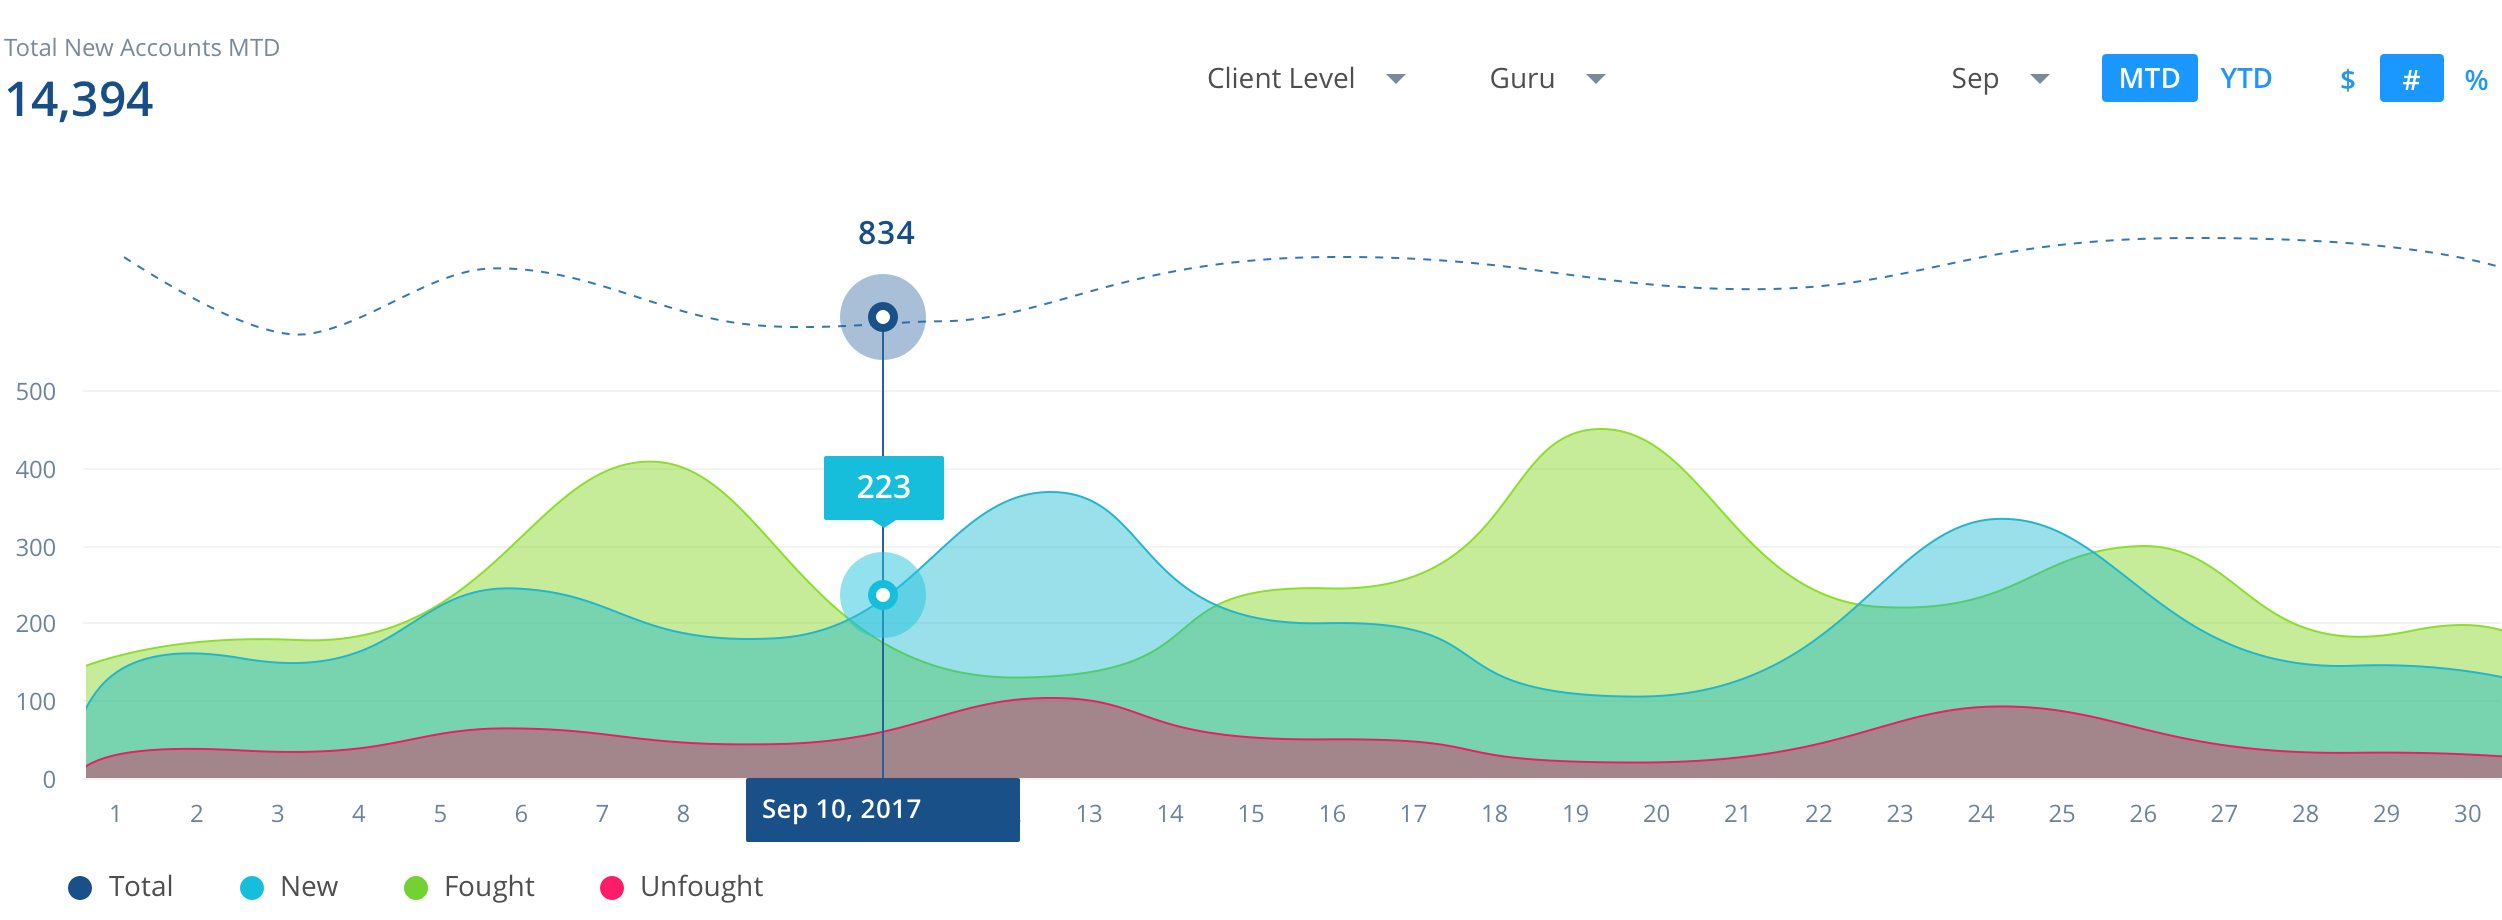 Total New Accounts MTD
14,394
Client Level
Guru
Sep
MTD
YTD
$
#
%
834
500
400
223
300
200
100
0
1 2 3 4 5 6 7 8 13 14 15 16 17 18 19 20 21 22 23 24 25 26 27 28 29 30
Sep 10, 2017
Total
New
Fought
Unfought